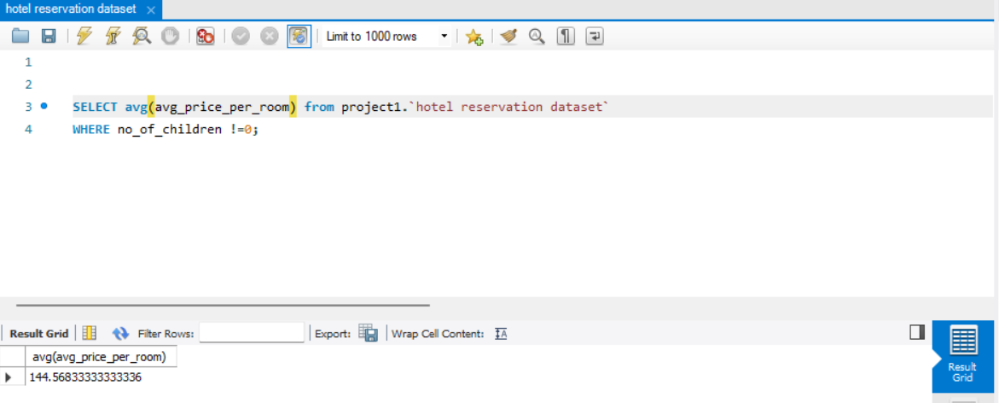 hotel reservation dataset ×
Limit to 1000 rows
1
2
3 SELECT avg(avg_price_per_room) from project1.`hotel reservation dataset`
4 WHERE no_of_children !=0;
Result Grid Filter Rows: Export: Wrap Cell Content: IA
avg(avg_price_per_room)
144.56833333333336
Result
Grid